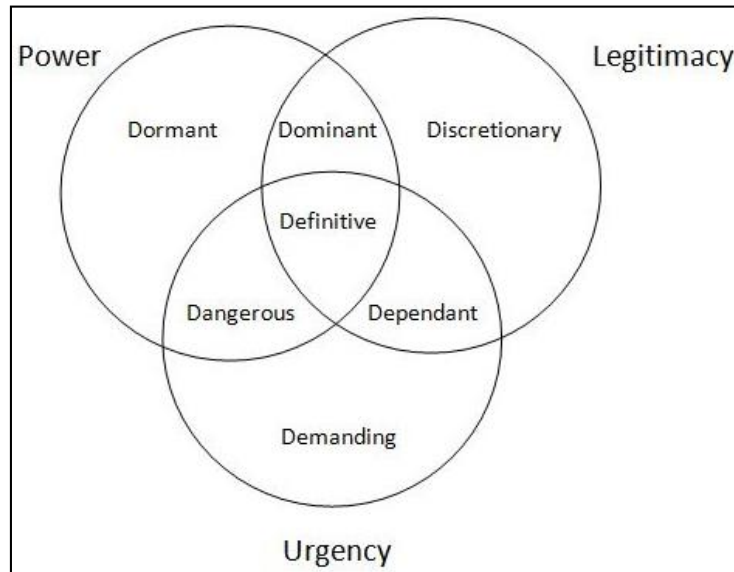 Power
Legitimacy
Dormant
Dominant
Discretionary
Definitive
Dangerous
Dependant
Demanding
Urgency